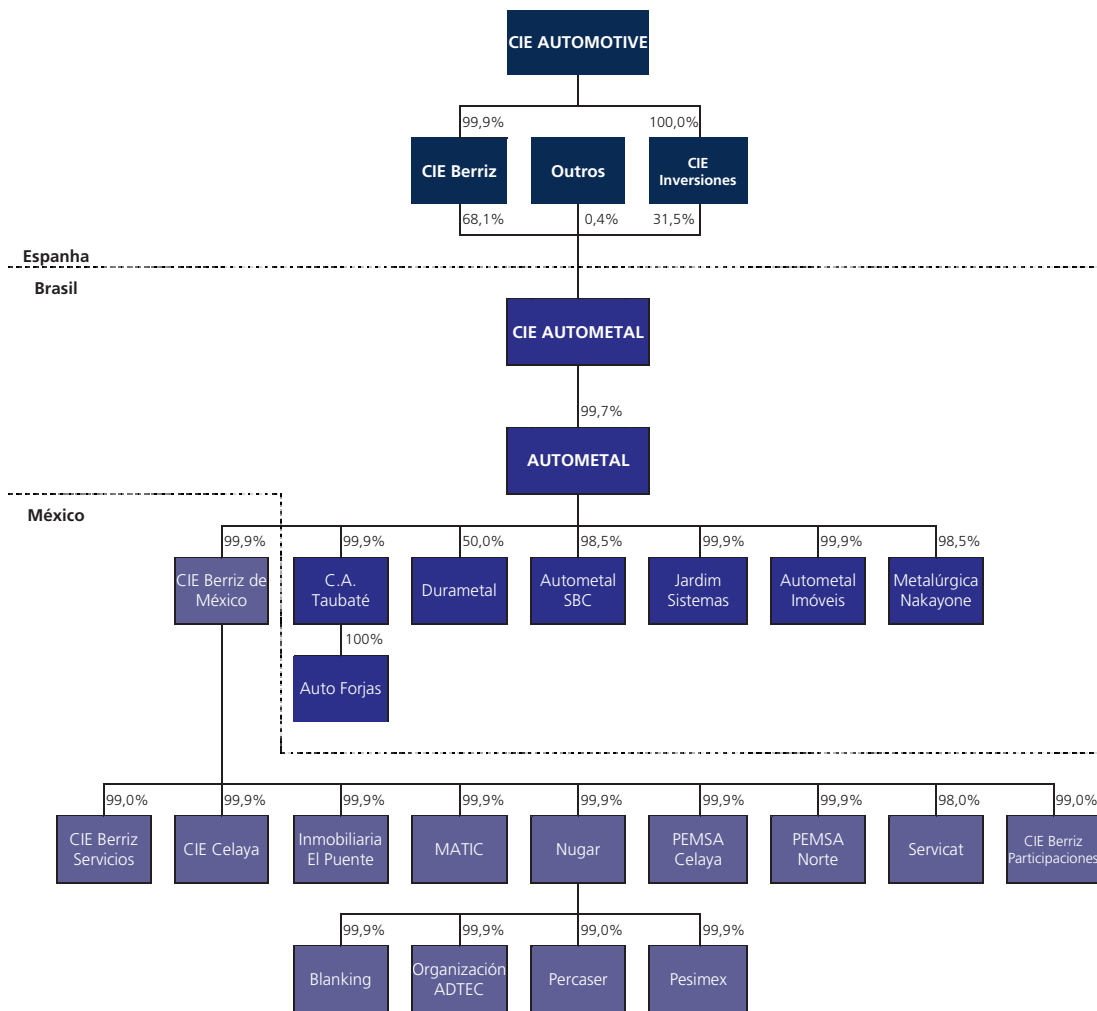 CIE AUTOMOTIVE
99,9%
100,0%
CIE Berriz
Outros
CIE
Inversiones
68,1%
0,4%
31,5%
Espanha
Brasil
CIE AUTOMETAL
99,7%
AUTOMETAL
México
99,9%
99,9%
50,0%
98,5%
99,9%
99,9%
98,5%
CIE Berriz de
México
C.A.
Taubaté
Durametal
Autometal
SBC
Jardim
Sistemas
Autometal
Imóveis
Metalúrgica
Nakayone
100%
Auto Forjas
99,0%
99,9%
99,9%
99,9%
99,9%
99,9%
99,9%
98,0%
99,0%
CIE Berriz
Servicios
CIE Celaya
Inmobiliaria
El Puente
MATIC
Nugar
PEMSA
Celaya
PEMSA
Norte
Servicat
CIE Berriz
Participaciones
99,9%
99,9%
99,0%
99,9%
Blanking
Organización
ADTEC
Percaser
Pesimex